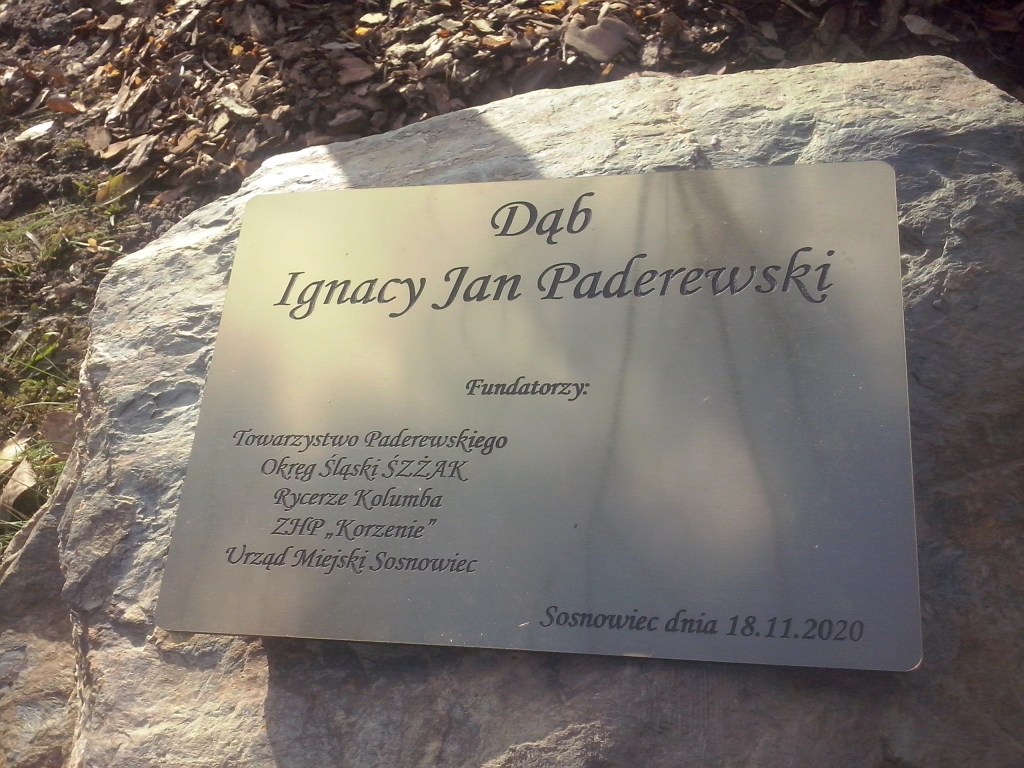 Dąb
Ignacy Jan Paderewski
Fundatorzy:
Towarzystwo Paderewskiego
Okręg Śląski ŚZŻAK
Rycerze Kolumba
ZHP „Korzenie”
Urząd Miejski Sosnowiec
Sosnowiec dnia 18.11.2020